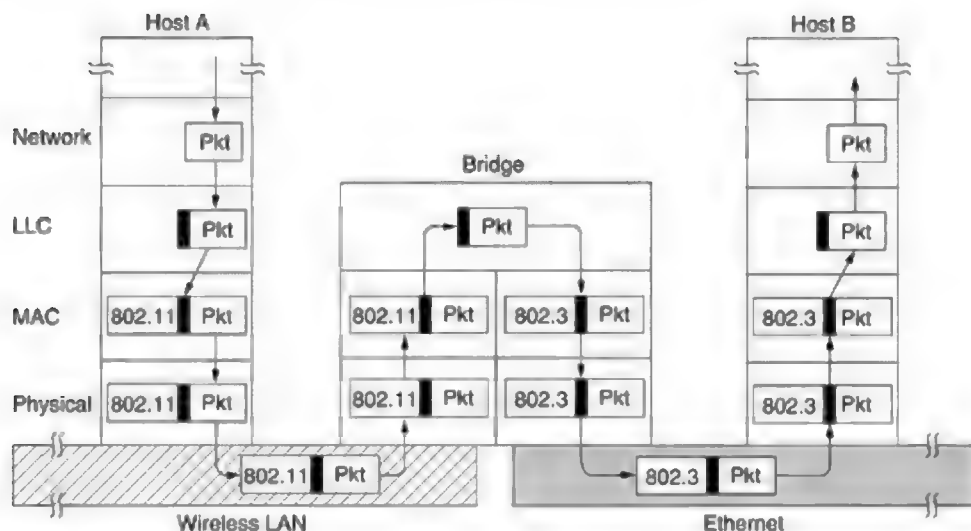 Host A
Host B
Network
Pkt
Pkt
Bridge
LLC
Pkt
Pkt
Pkt
MAC
802.11 Pkt
802.11 Pkt
802.3 Pkt
802.3 Pkt
Physical
802.11 Pkt
802.11 Pkt
802.3 Pkt
802.3 Pkt
802.11 Pkt
802.3 Pkt
Wireless LAN
Ethernet